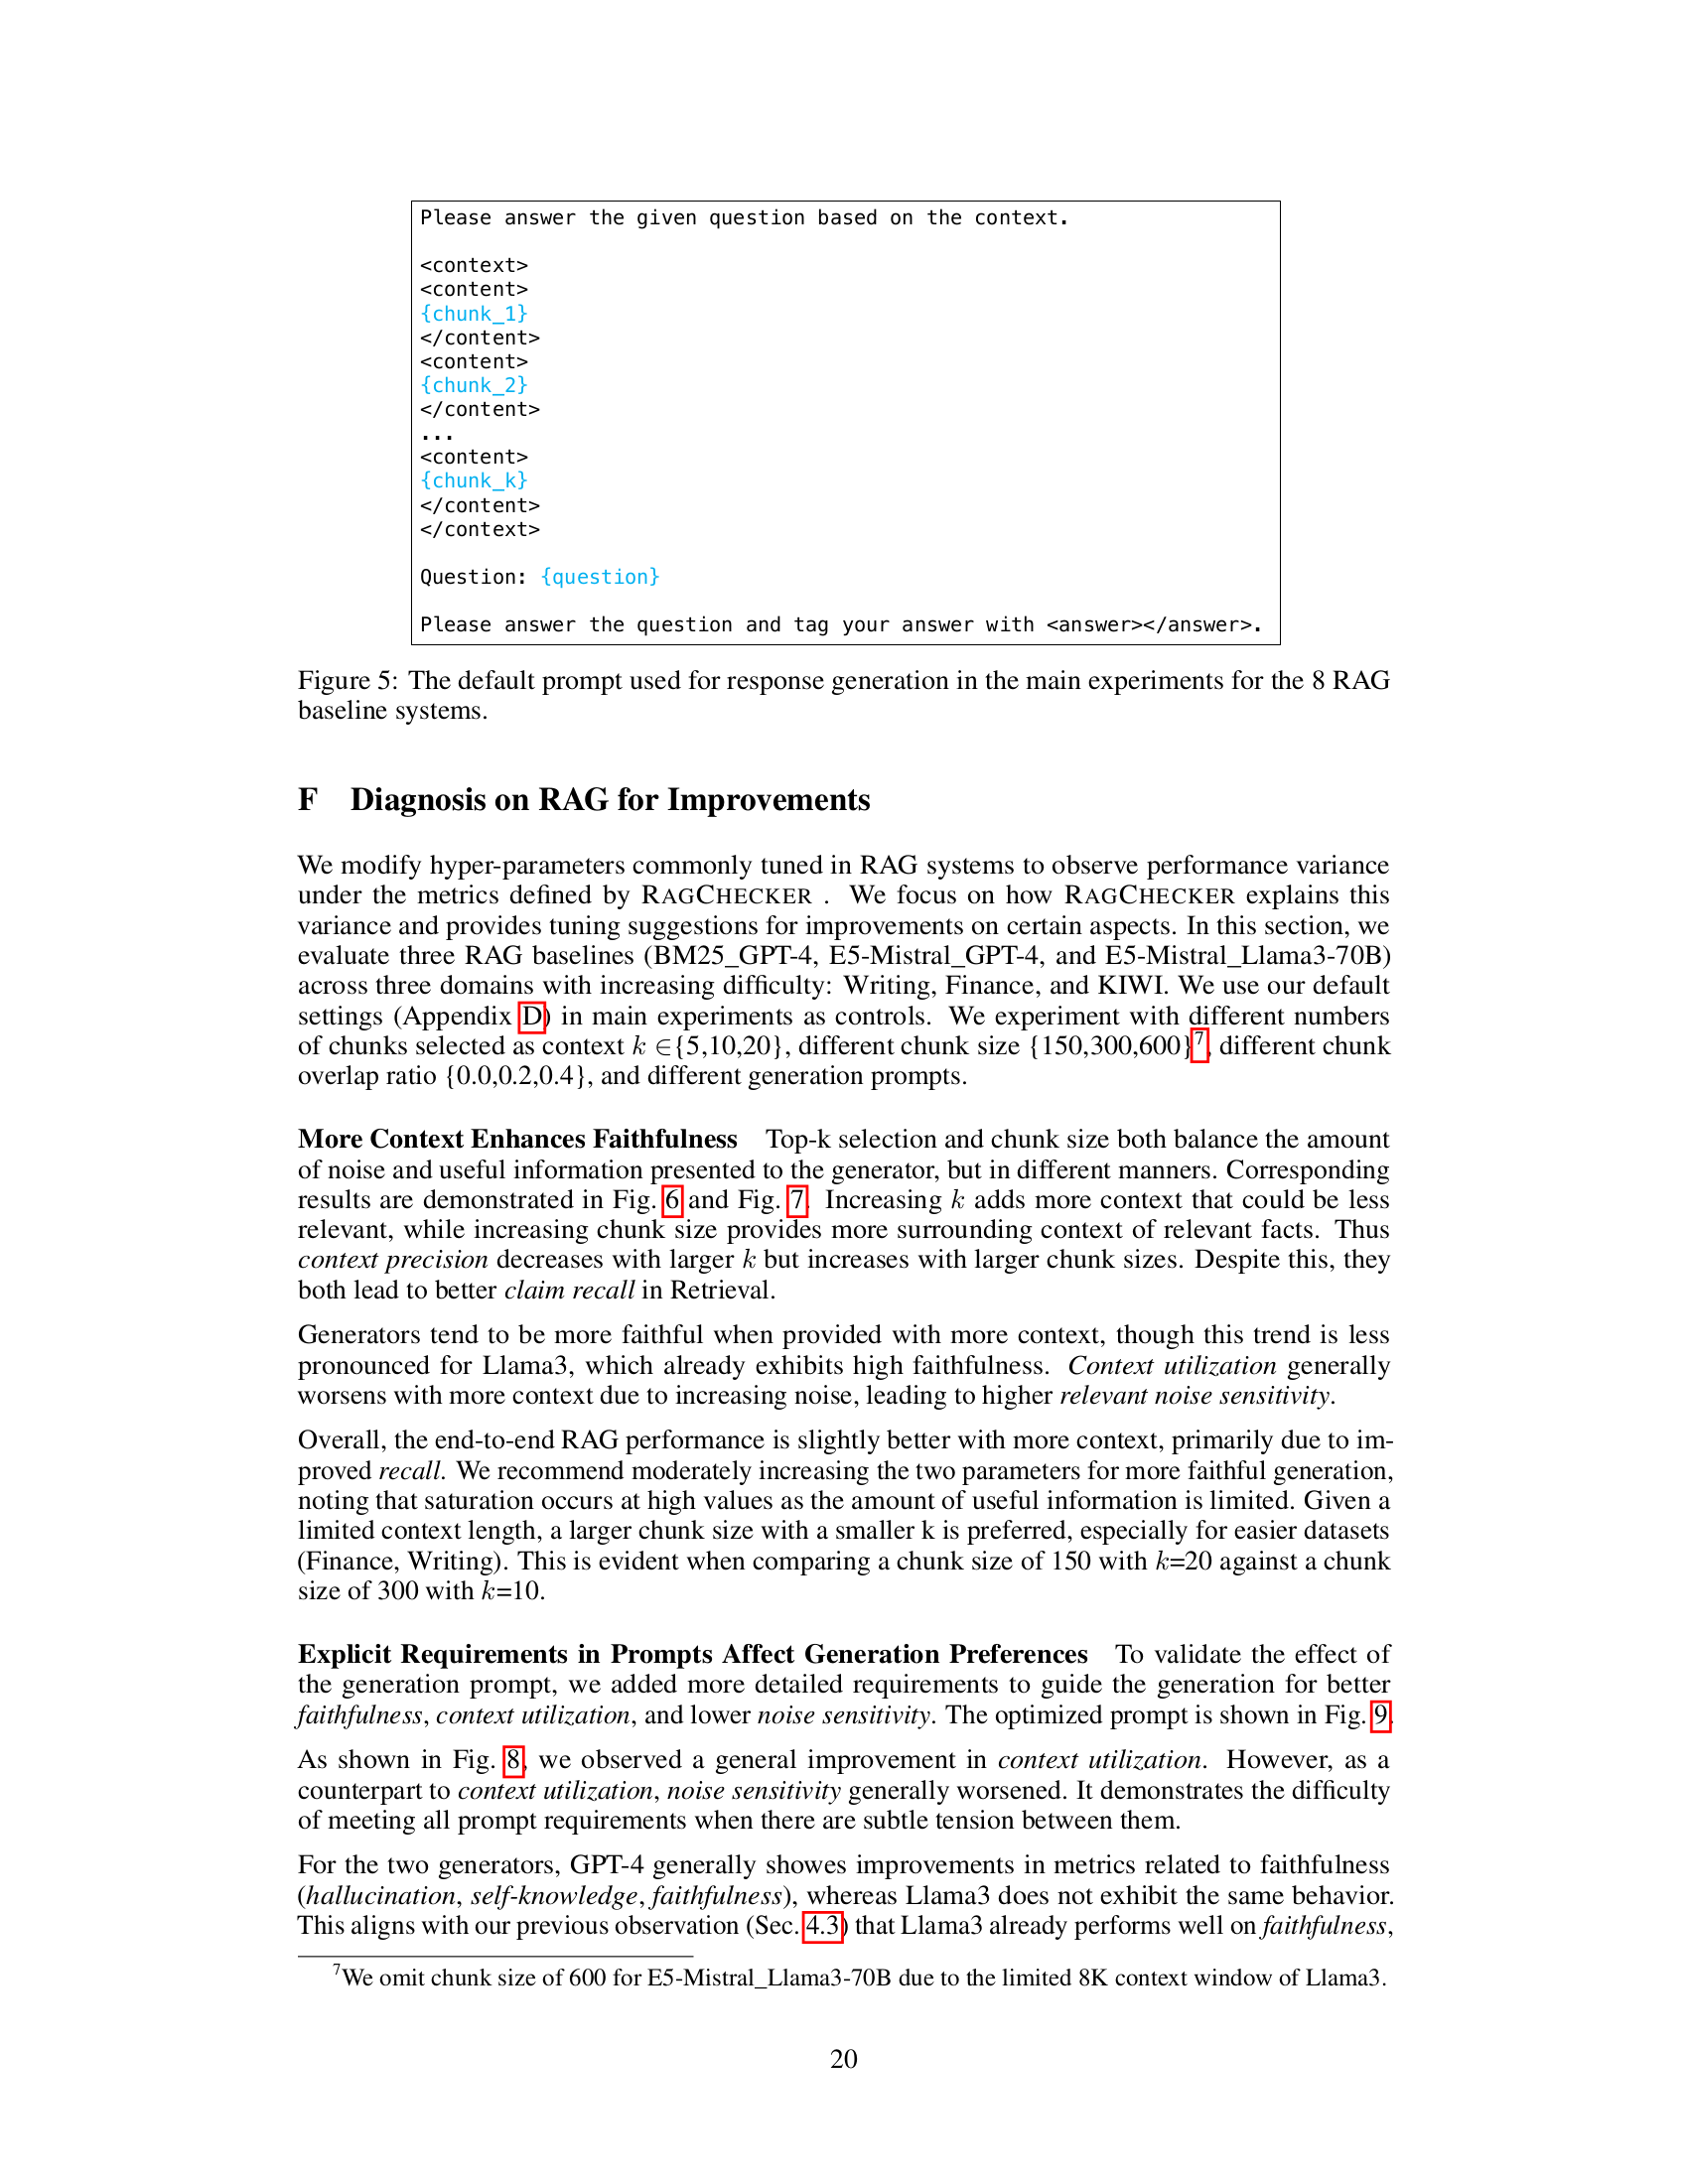 Please answer the given question based on the context.
<context>
<content>
{chunk_1}
</content>
<content>
{chunk_2}
</content>
...
<content>
{chunk_k}
</content>
</context>
Question: {question}
Please answer the question and tag your answer with <answer></answer>.
Figure 5: The default prompt used for response generation in the main experiments for the 8 RAG
baseline systems.
F Diagnosis on RAG for Improvements
We modify hyper-parameters commonly tuned in RAG systems to observe performance variance
under the metrics defined by RAGCHECKER . We focus on how RAGCHECKER explains this
variance and provides tuning suggestions for improvements on certain aspects. In this section, we
evaluate three RAG baselines (BM25_GPT-4, E5-Mistral_GPT-4, and E5-Mistral_Llama3-70B)
across three domains with increasing difficulty: Writing, Finance, and KIWI. We use our default
settings (Appendix D) in main experiments as controls. We experiment with different numbers
of chunks selected as context k ∈{5,10,20}, different chunk size {150,300,600}7, different chunk
overlap ratio {0.0,0.2,0.4}, and different generation prompts.
More Context Enhances Faithfulness Top-k selection and chunk size both balance the amount
of noise and useful information presented to the generator, but in different manners. Corresponding
results are demonstrated in Fig. 6 and Fig. 7. Increasing k adds more context that could be less
relevant, while increasing chunk size provides more surrounding context of relevant facts. Thus
context precision decreases with larger k but increases with larger chunk sizes. Despite this, they
both lead to better claim recall in Retrieval.
Generators tend to be more faithful when provided with more context, though this trend is less
pronounced for Llama3, which already exhibits high faithfulness. Context utilization generally
worsens with more context due to increasing noise, leading to higher relevant noise sensitivity.
Overall, the end-to-end RAG performance is slightly better with more context, primarily due to im-
proved recall. We recommend moderately increasing the two parameters for more faithful generation,
noting that saturation occurs at high values as the amount of useful information is limited. Given a
limited context length, a larger chunk size with a smaller k is preferred, especially for easier datasets
(Finance, Writing). This is evident when comparing a chunk size of 150 with k=20 against a chunk
size of 300 with k=10.
Explicit Requirements in Prompts Affect Generation Preferences To validate the effect of
the generation prompt, we added more detailed requirements to guide the generation for better
faithfulness, context utilization, and lower noise sensitivity. The optimized prompt is shown in Fig. 9.
As shown in Fig. 8, we observed a general improvement in context utilization. However, as a
counterpart to context utilization, noise sensitivity generally worsened. It demonstrates the difficulty
of meeting all prompt requirements when there are subtle tension between them.
For the two generators, GPT-4 generally showes improvements in metrics related to faithfulness
(hallucination, self-knowledge, faithfulness), whereas Llama3 does not exhibit the same behavior.
This aligns with our previous observation (Sec. 4.3) that Llama3 already performs well on faithfulness,
7We omit chunk size of 600 for E5-Mistral_Llama3-70B due to the limited 8K context window of Llama3.
20